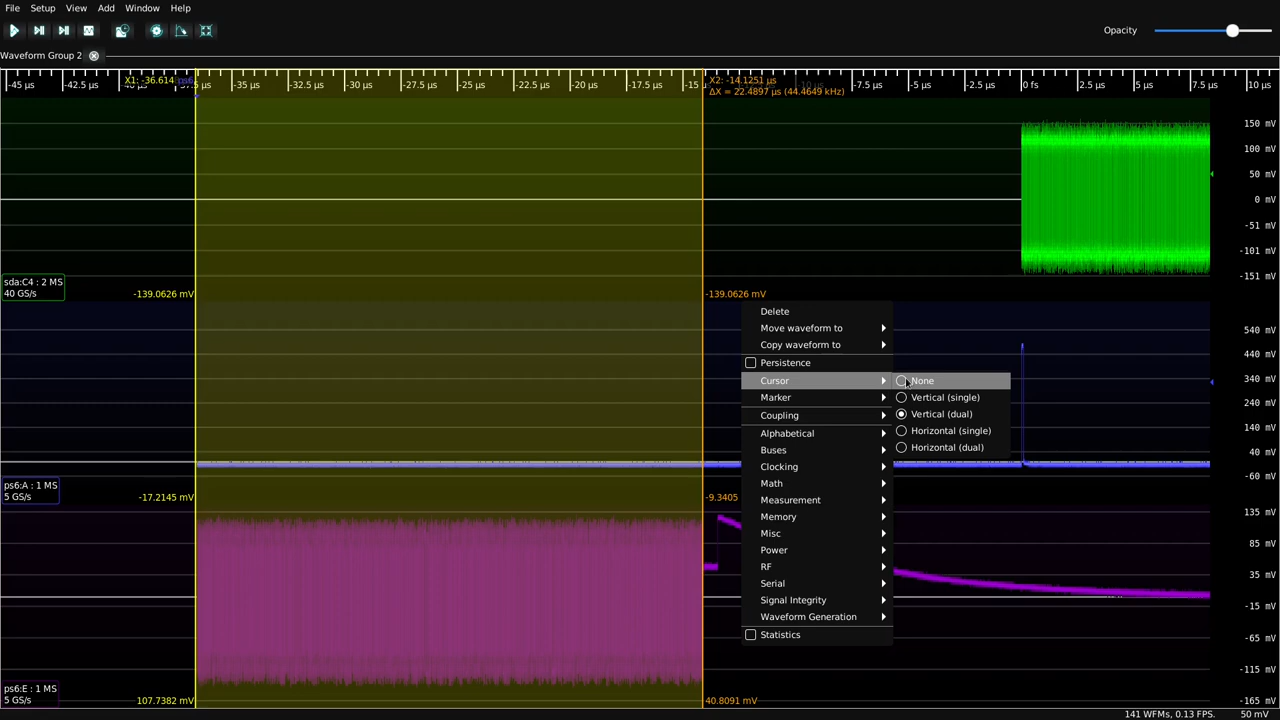 File Setup View Add Window Help
Opacity
Waveform Group 2
X1: -36.614
X2: -14.1251 µs
ΔX = 22.4897 µs (44.4649 kHz)
-45 µs -42.5 µs -35 µs -32.5 µs -30 µs -27.5 µs -25 µs -22.5 µs -20 µs -17.5 µs -15 -7.5 µs -5 µs -2.5 µs 0 fs 2.5 µs 5 µs 7.5 µs 10 µs
150 mV
100 mV
50 mV
0 mV
-51 mV
-101 mV
-151 mV
sda:C4 : 2 MS
40 GS/s
-139.0626 mV
-139.0626 mV
Delete
Move waveform to
Copy waveform to
Persistence
Cursor
Marker
Coupling
Alphabetical
Buses
Clocking
Math
Measurement
Memory
Misc
Power
RF
Serial
Signal Integrity
Waveform Generation
Statistics
None
Vertical (single)
Vertical (dual)
Horizontal (single)
Horizontal (dual)
540 mV
440 mV
340 mV
240 mV
140 mV
40 mV
-60 mV
ps6:A : 1 MS
5 GS/s
-17.2145 mV
-9.3405
135 mV
85 mV
35 mV
-15 mV
-65 mV
-115 mV
-165 mV
ps6:E : 1 MS
5 GS/s
107.7382 mV
40.8091 mV
141 WFMs, 0.13 FPS. 50 mV